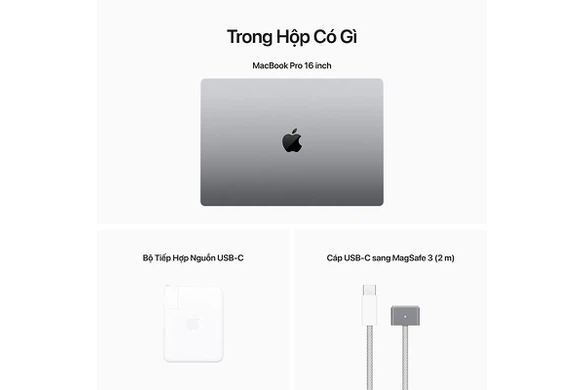 Trong Hộp Có Gì
MacBook Pro 16 inch
Bộ Tiếp Hợp Nguồn USB-C
Cáp USB-C sang MagSafe 3 (2 m)